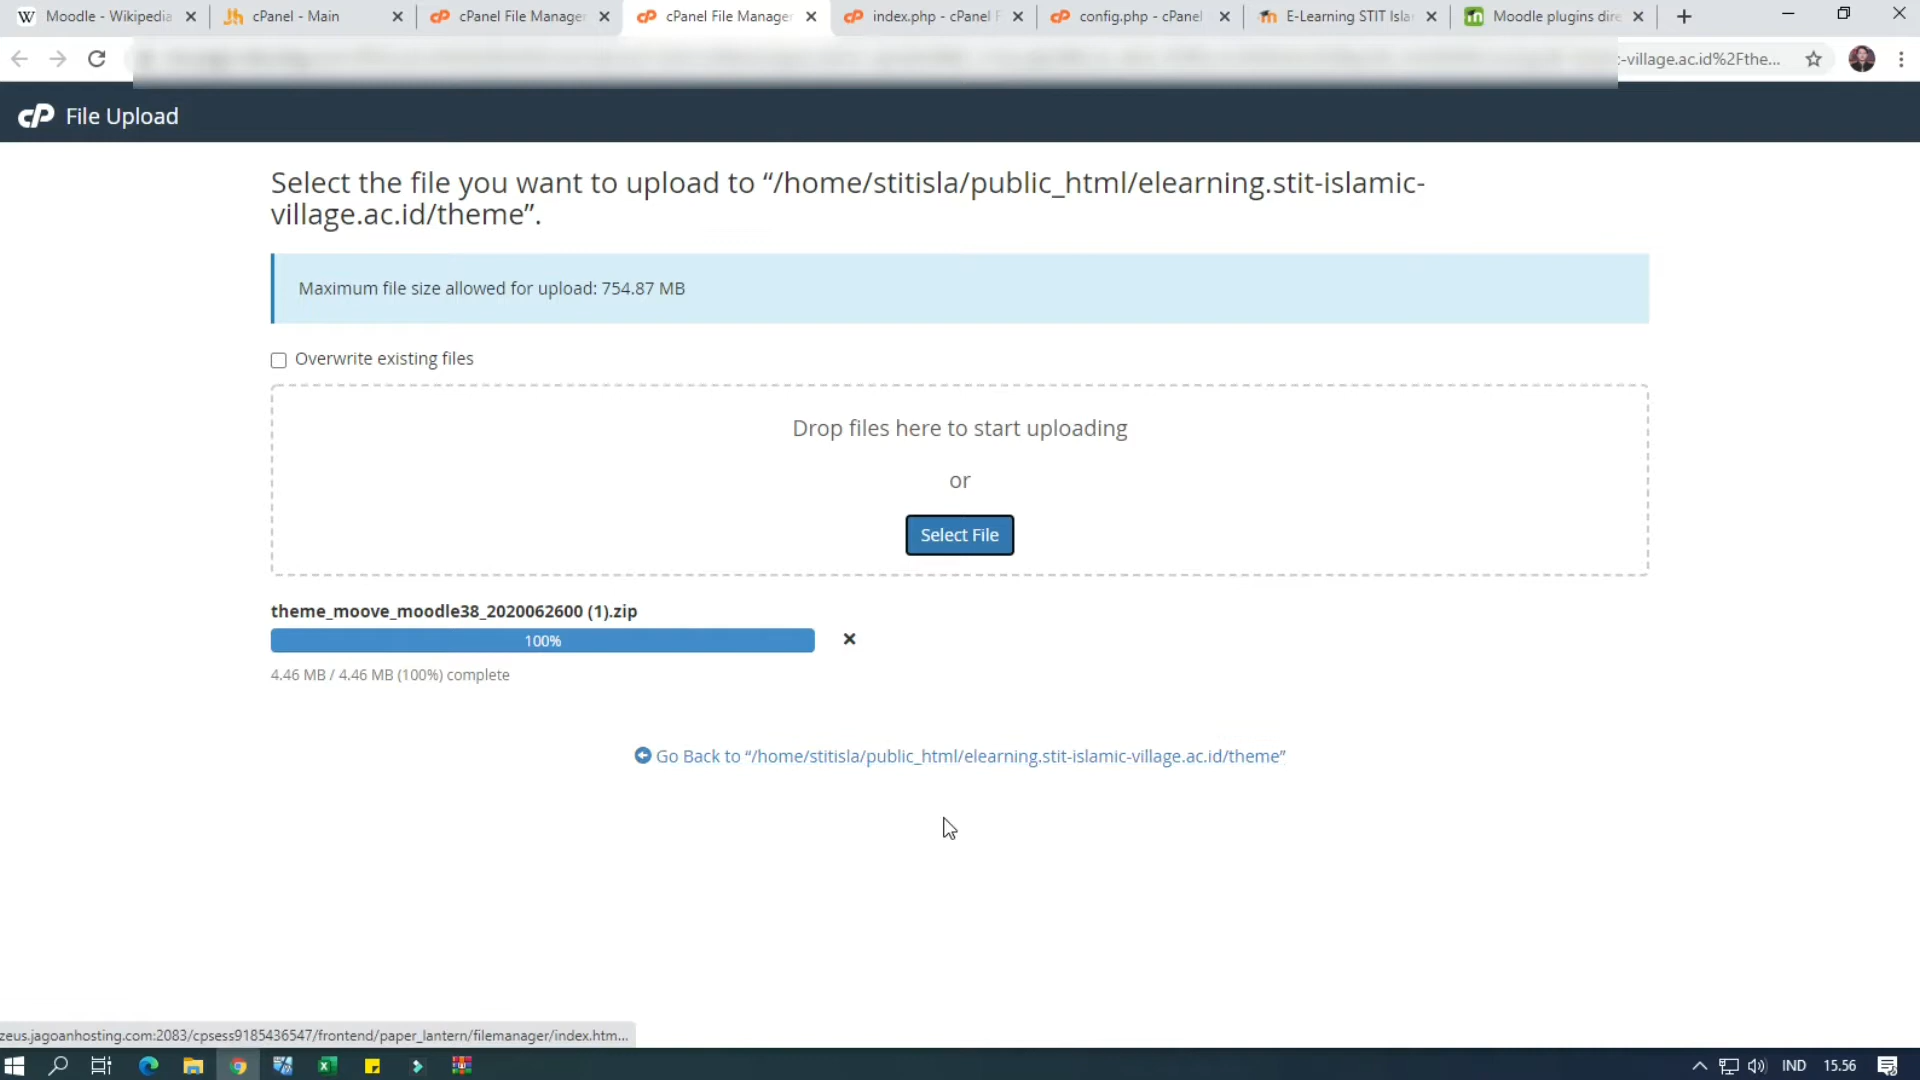 Moodle - Wikipedia
cPanel - Main
cPanel File Manager
cPanel File Manager
index.php - cPanel F
config.php - cPanel
E-Learning STIT Isla
Moodle plugins dire
-village.ac.id%2Fthe...
cP File Upload
Select the file you want to upload to “/home/stitisla/public_html/elearning.stit-islamic-
village.ac.id/theme”.
Maximum file size allowed for upload: 754.87 MB
Overwrite existing files
Drop files here to start uploading
or
Select File
theme_moove_moodle38_2020062600 (1).zip
100%
4.46 MB / 4.46 MB (100%) complete
Go Back to “/home/stitisla/public_html/elearning.stit-islamic-village.ac.id/theme”
zeus.jagoanhosting.com:2083/cpsess9185436547/frontend/paper_lantern/filemanager/index.htm...
IND
15.56